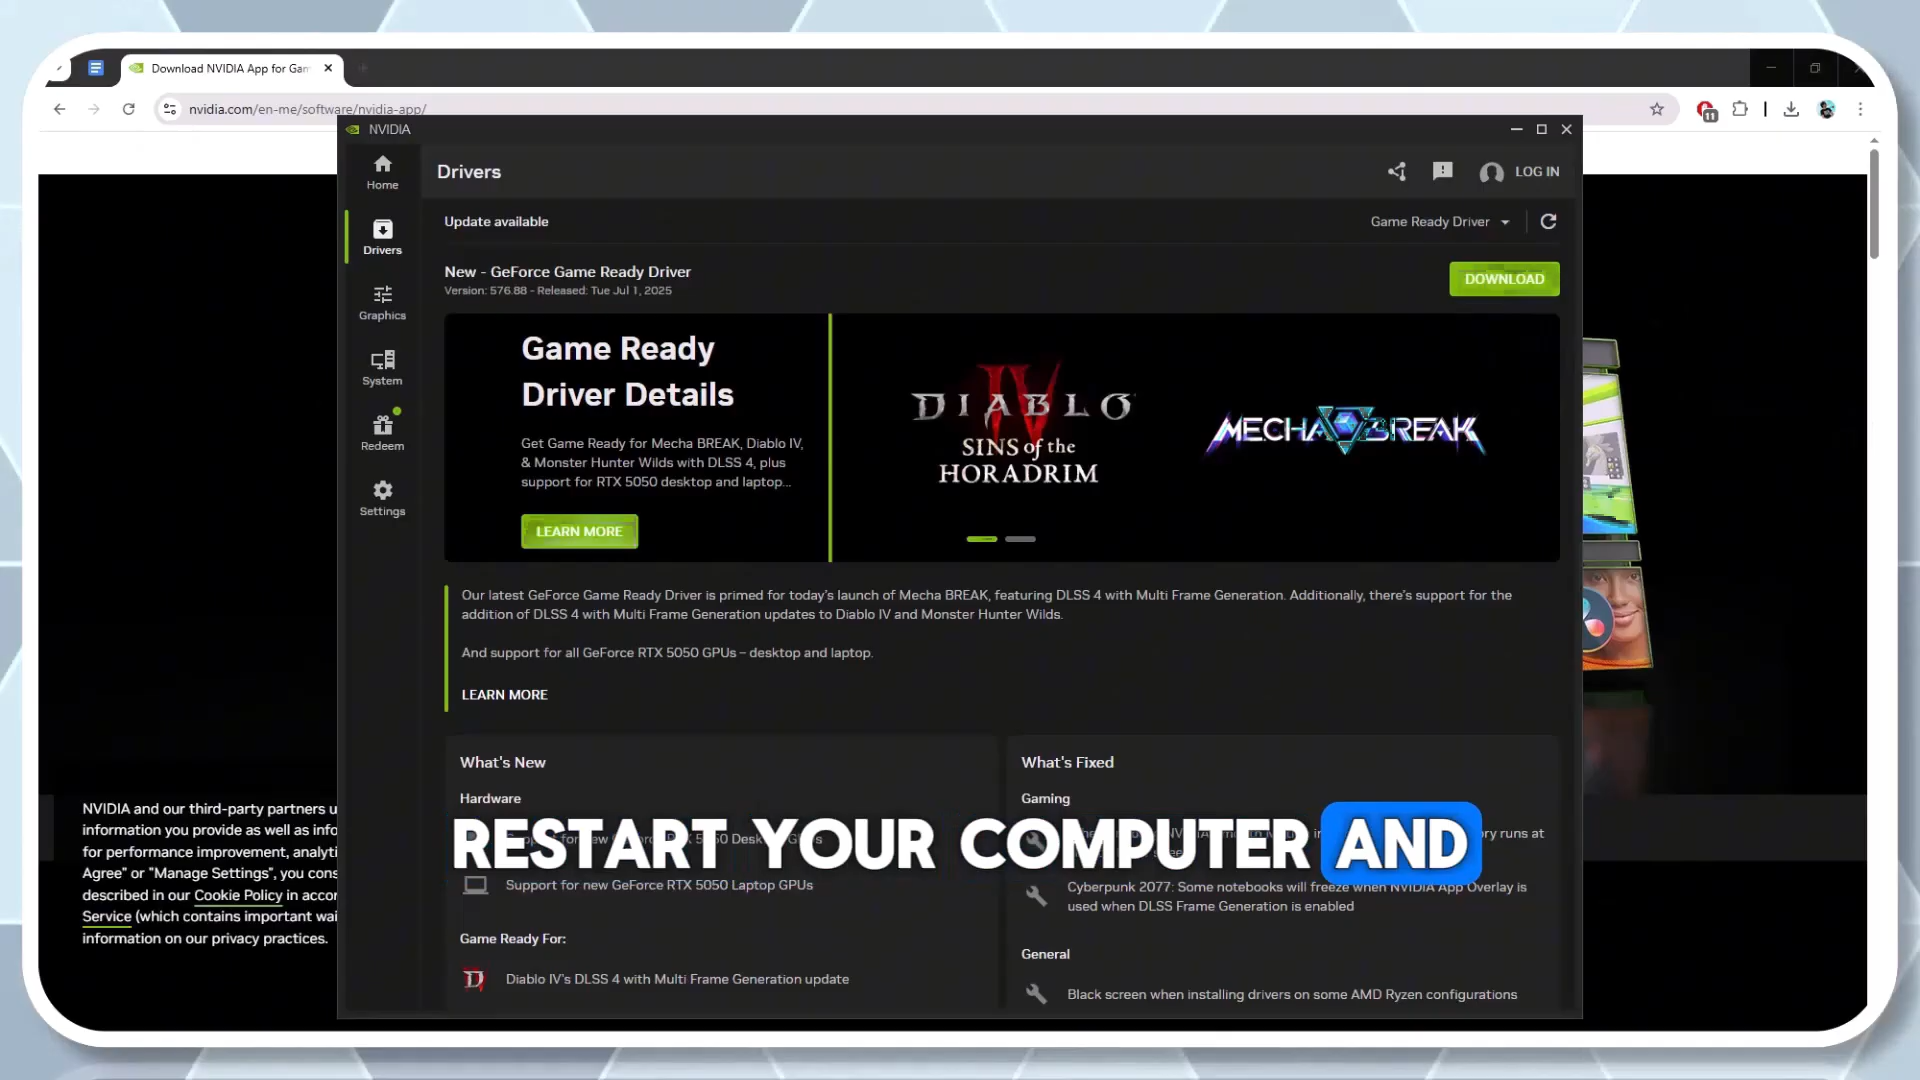 Download NVIDIA App for Gam
nvidia.com/en-me/software/nvidia-app/
11
NVIDIA
Home
Drivers
Graphics
System
Redeem
Settings
Drivers
LOG IN
Update available
Game Ready Driver
New - GeForce Game Ready Driver
Version: 576.88 - Released: Tue Jul 1, 2025
DOWNLOAD
Game Ready
Driver Details
Get Game Ready for Mecha BREAK, Diablo IV,
& Monster Hunter Wilds with DLSS 4, plus
support for RTX 5050 desktop and laptop...
LEARN MORE
DIABLO IV
SINS of the
HORADRIM
MECHA BREAK
Our latest GeForce Game Ready Driver is primed for today's launch of Mecha BREAK, featuring DLSS 4 with Multi Frame Generation. Additionally, there's support for the
addition of DLSS 4 with Multi Frame Generation updates to Diablo IV and Monster Hunter Wilds.
And support for all GeForce RTX 5050 GPUs – desktop and laptop.
LEARN MORE
What's New
Hardware
Support for new GeForce RTX 5050 Laptop GPUs
Game Ready For:
Diablo IV's DLSS 4 with Multi Frame Generation update
What's Fixed
Gaming
runs at
Cyberpunk 2077: Some notebooks will freeze when NVIDIA App Overlay is
used when DLSS Frame Generation is enabled
General
Black screen when installing drivers on some AMD Ryzen configurations
RESTART YOUR COMPUTER AND
NVIDIA and our third-party partners u
information you provide as well as info
for performance improvement, analyti
Agree" or "Manage Settings", you cons
described in our Cookie Policy in accor
Service (which contains important wai
information on our privacy practices.